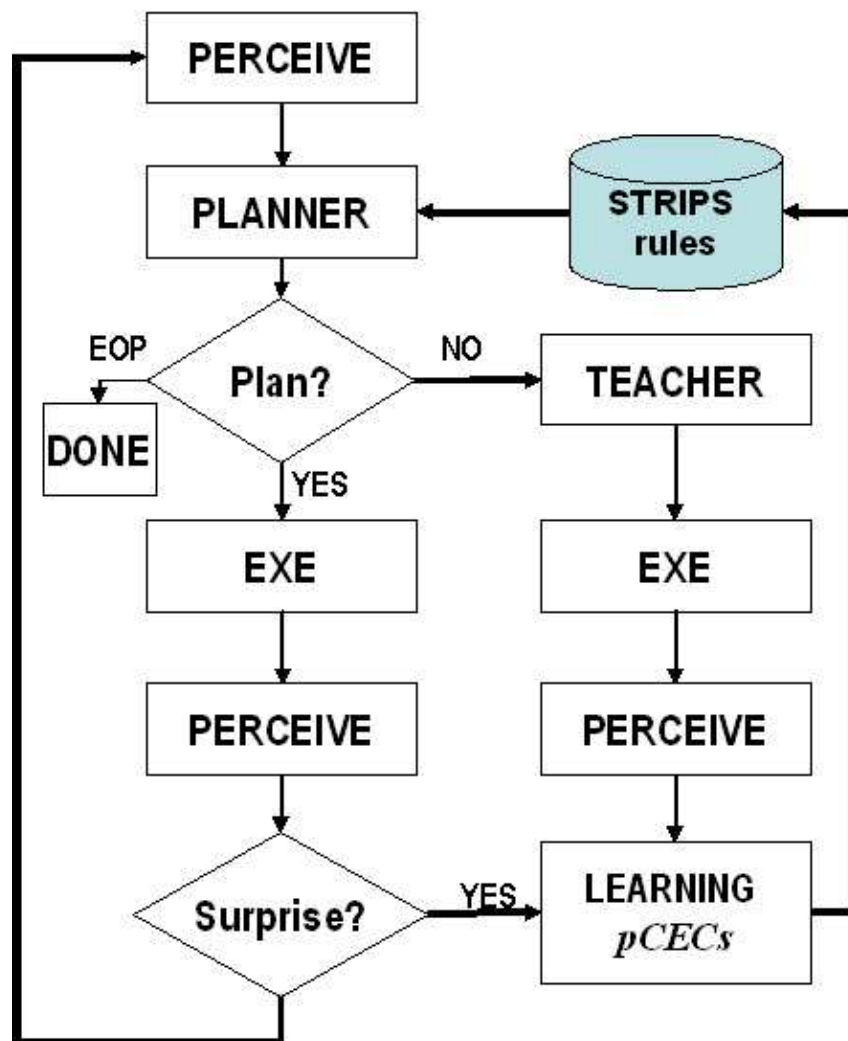 PERCEIVE
PLANNER
STRIPS
rules
EOP
Plan?
NO
TEACHER
DONE
YES
EXE
EXE
PERCEIVE
PERCEIVE
Surprise?
YES
LEARNING
pCECs